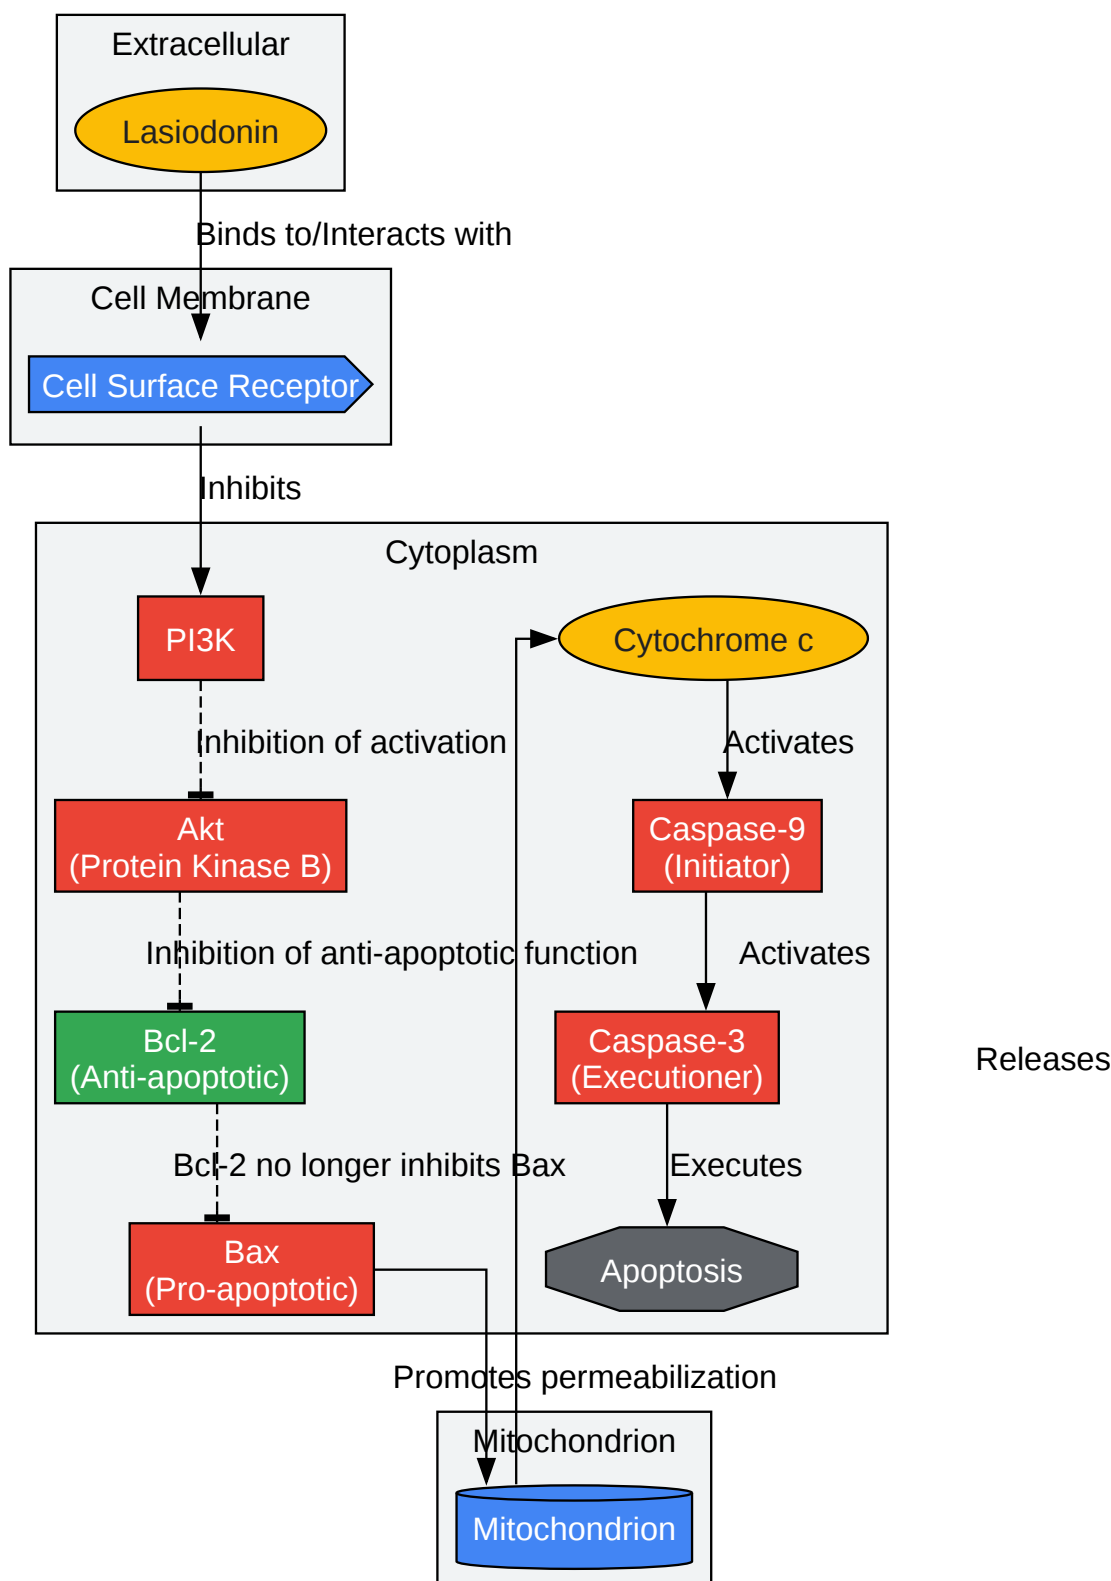 Extracellular
Lasiodonin
Binds to/Interacts with
Cell Membrane
Cell Surface Receptor
Inhibits
Cytoplasm
PI3K
Cytochrome c
Inhibition of activation
Activates
Akt
(Protein Kinase B)
Caspase-9
(Initiator)
Inhibition of anti-apoptotic function
Activates
Bcl-2
(Anti-apoptotic)
Caspase-3
(Executioner)
Releases
Bcl-2 no longer inhibits Bax
Executes
Bax
(Pro-apoptotic)
Apoptosis
Promotes permeabilization
Mitochondrion
Mitochondrion